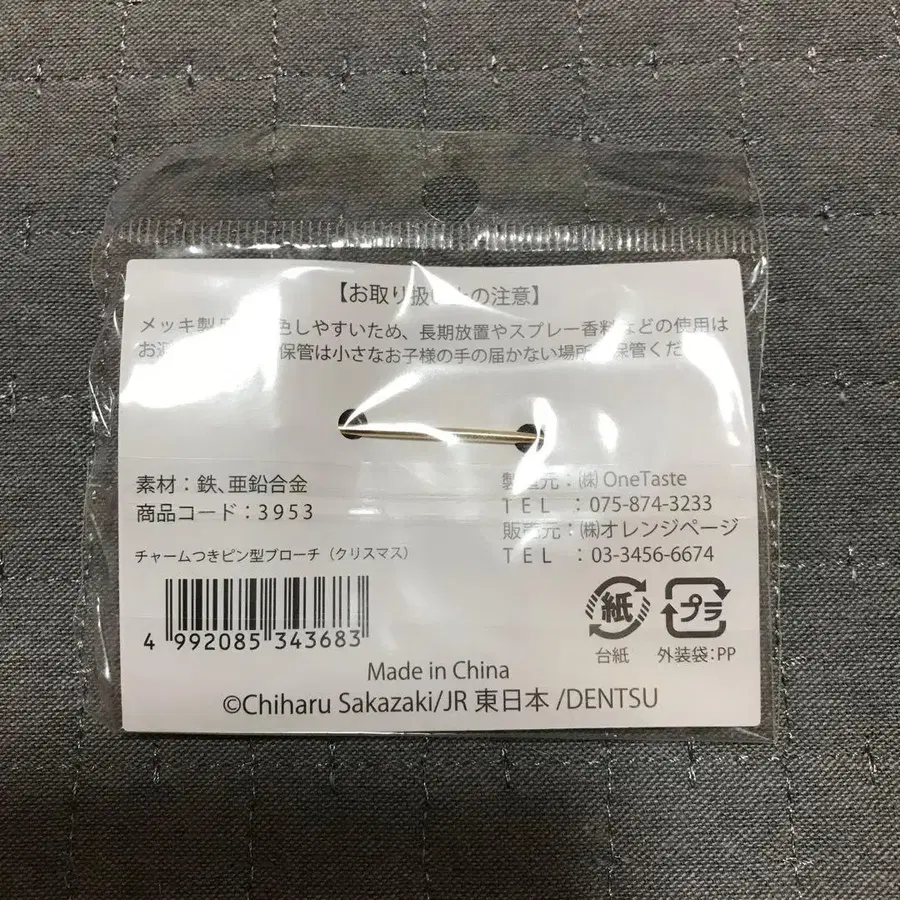 【お取り扱い上の注意】
メッキ製 色しやすいため、長期放置やスプレー香料などの使用は
お 保管は小さなお子様の手の届かない場所 保管くだ
素材：鉄、亜鉛合金
商品コード：3953
製造元：㈱ OneTaste
TEL ：075-874-3233
販売元：㈱オレンジページ
TEL ：03-3456-6674
チャームつきピン型ブローチ（クリスマス）
4 992085 343683
紙
台紙
プラ
外装袋：PP
Made in China
©Chiharu Sakazaki/JR 東日本 /DENTSU